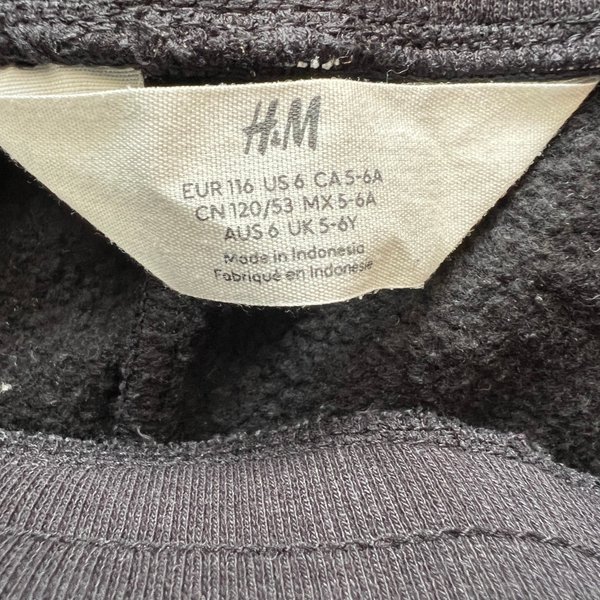 H&M
EUR 116 US 6 CA 5-6A
CN 120/53 MX 5-6A
AUS 6 UK 5-6Y
Made in Indonesia
Fabriqué en Indonésie